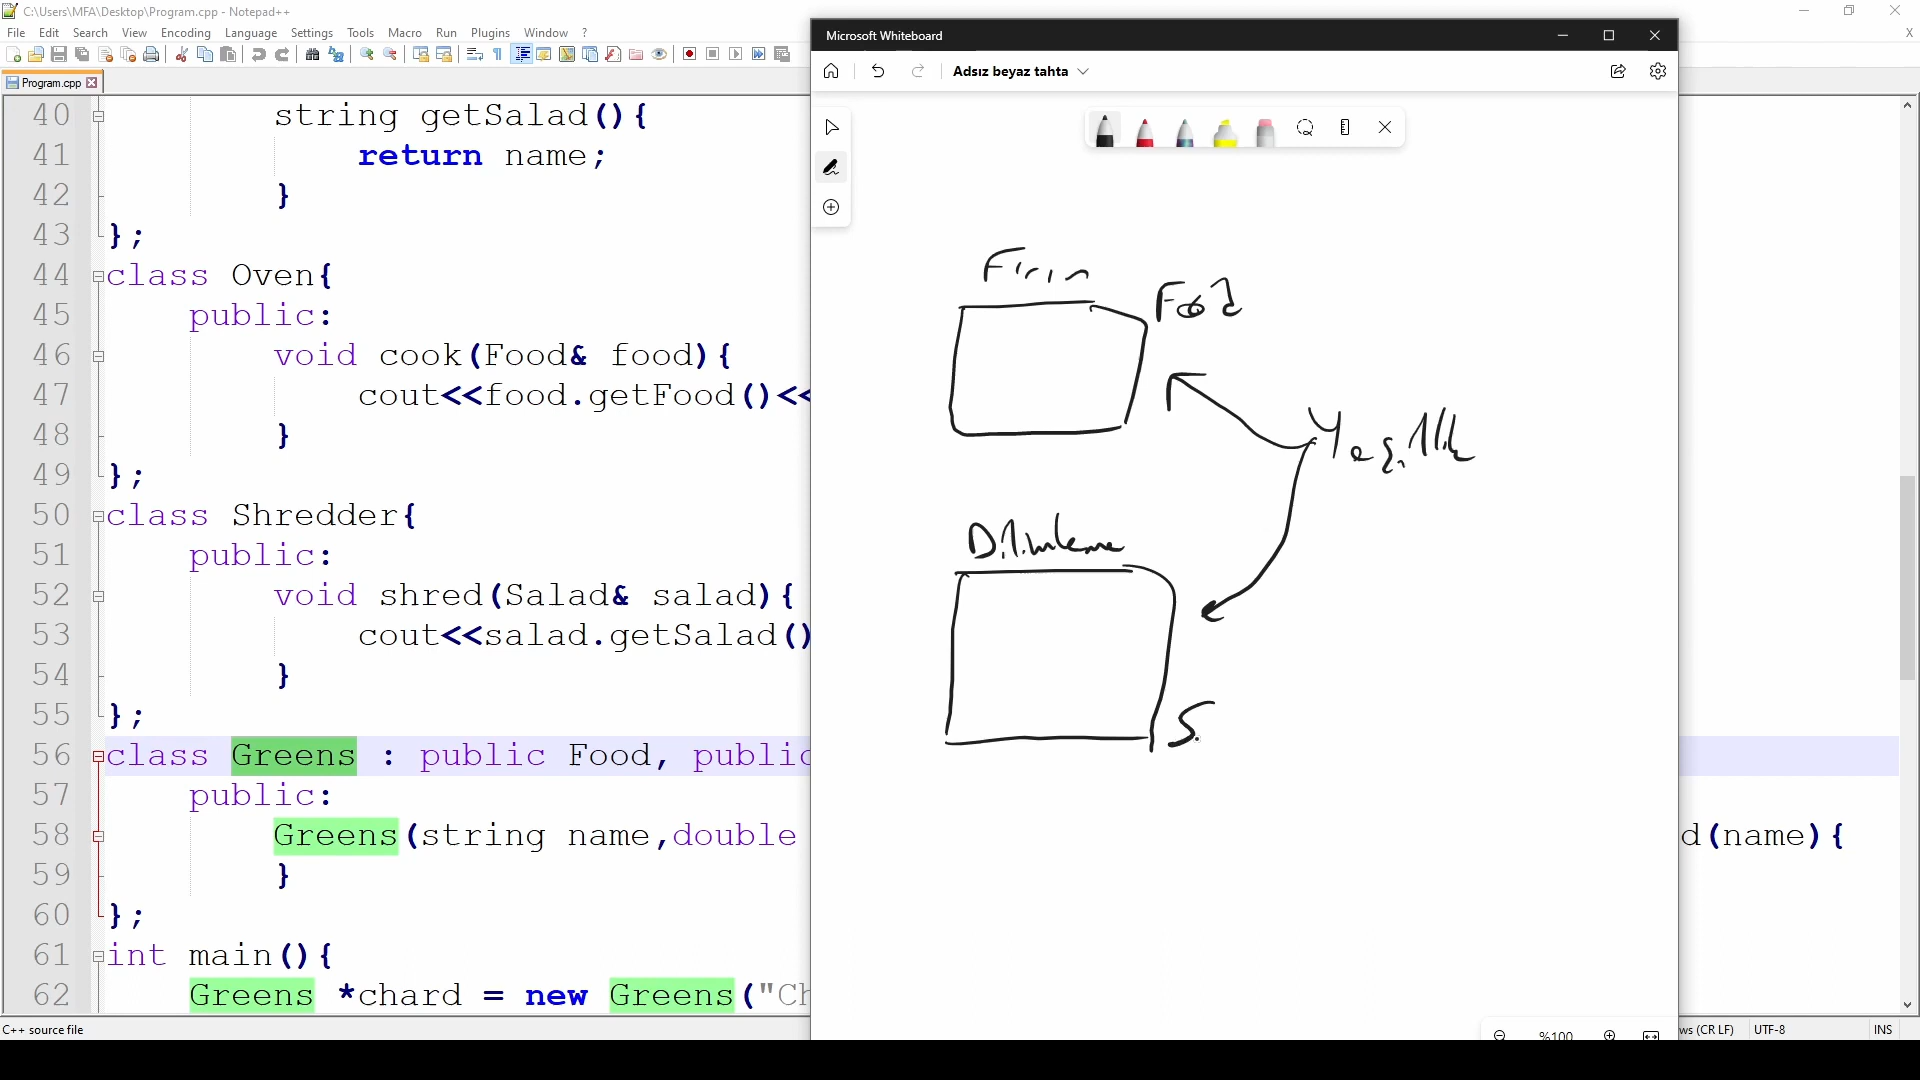 C:\Users\MFA\Desktop\Program.cpp - Notepad++
File Edit Search View Encoding Language Settings Tools Macro Run Plugins Window ?
X
Program.cpp
40 string getSalad(){
41 return name;
42 }
43 };
44 class Oven{
45 public:
46 void cook(Food& food){
47 cout<<food.getFood()<<
48 }
49 };
50 class Shredder{
51 public:
52 void shred(Salad& salad){
53 cout<<salad.getSalad()
54 }
55 };
56 class Greens : public Food, public
57 public:
58 Greens(string name,double d(name){
59 }
60 };
61 int main(){
62 Greens *chard = new Greens("Ch
C++ source file
ws (CR LF) UTF-8 INS
Microsoft Whiteboard
Adsız beyaz tahta
Fırın
Food
Yeşillik
Dilimleme
S
%100